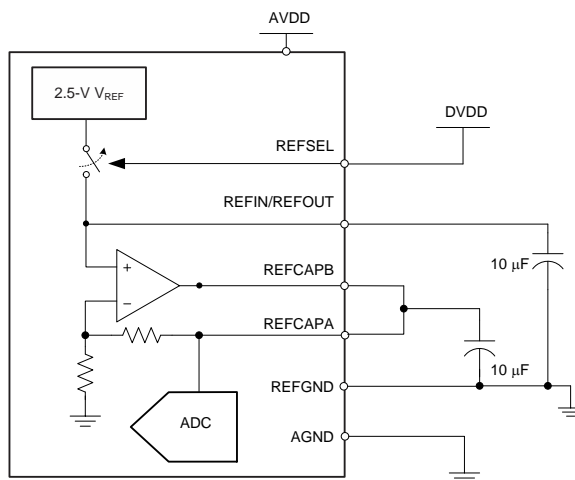 AVDD
2.5-V VREF
DVDD
REFSEL
REFIN/REFOUT
10 μF
REFCAPB
REFCAPA
10 μF
REFGND
ADC
AGND